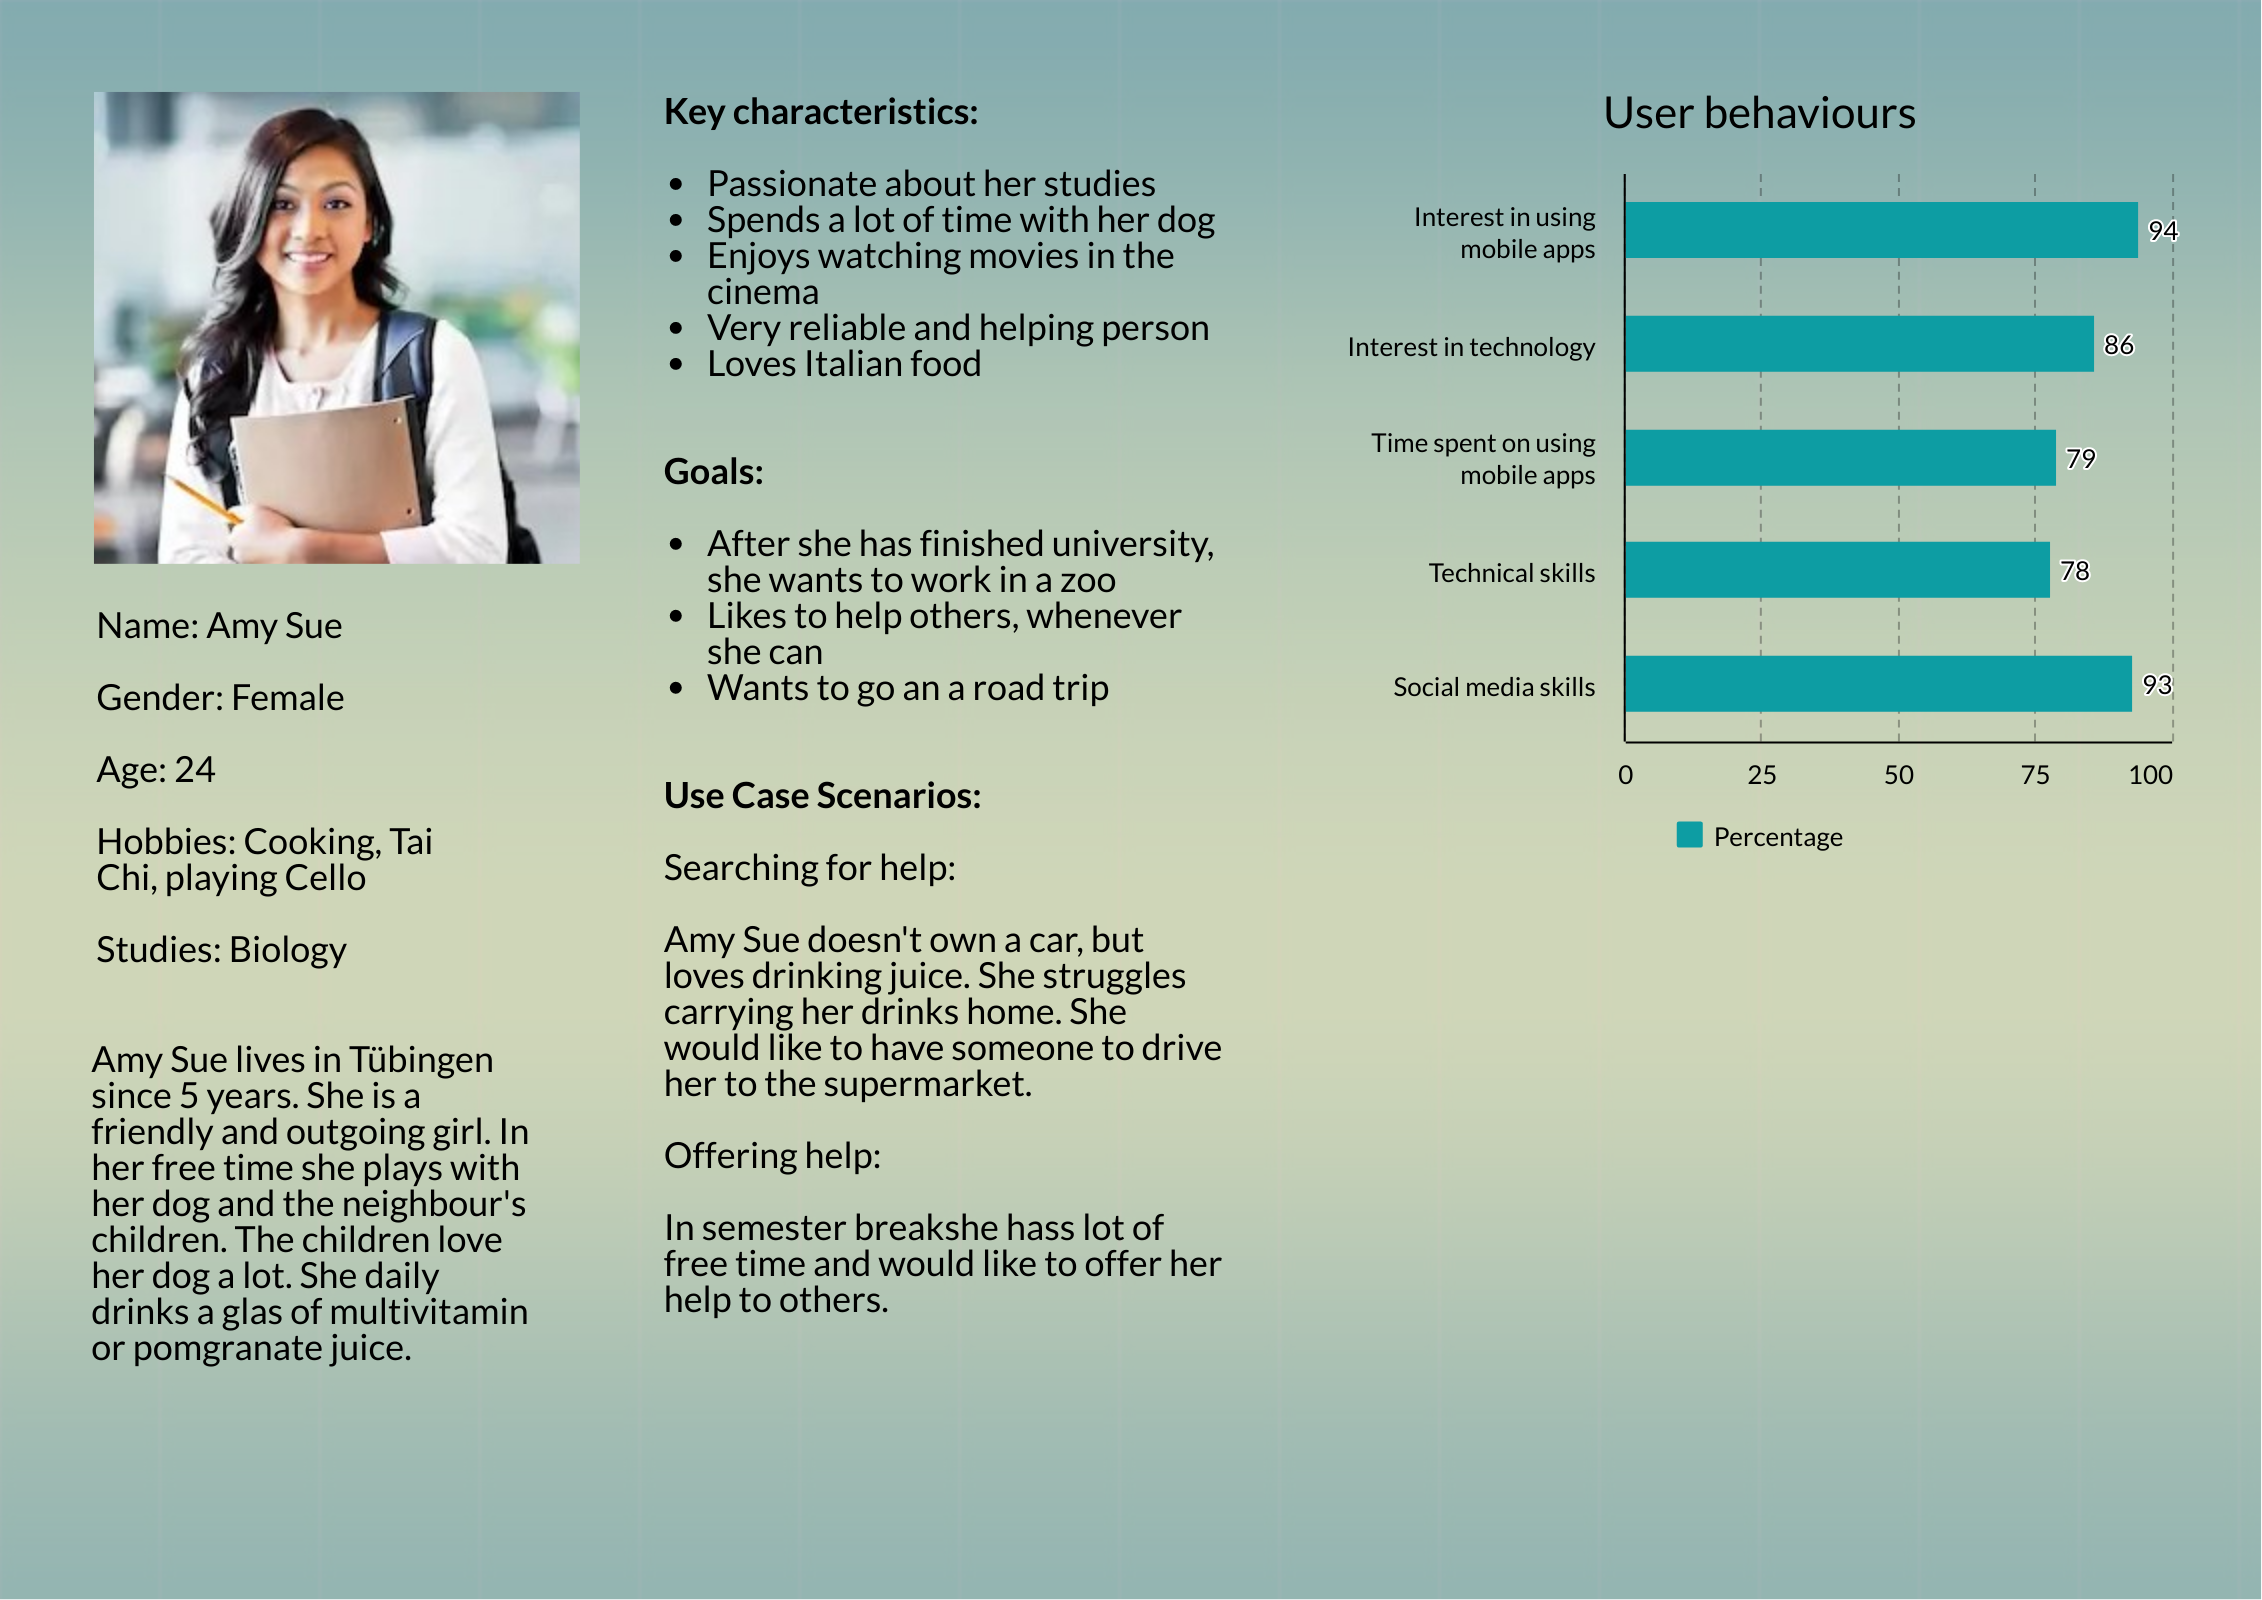 Name: Amy Sue
Gender: Female
Age: 24
Hobbies: Cooking, Tai
Chi, playing Cello
Studies: Biology
Amy Sue lives in Tübingen
since 5 years. She is a
friendly and outgoing girl. In
her free time she plays with
her dog and the neighbour's
children. The children love
her dog a lot. She daily
drinks a glas of multivitamin
or pomgranate juice.
Key characteristics:
• Passionate about her studies
• Spends a lot of time with her dog
• Enjoys watching movies in the
cinema
• Very reliable and helping person
• Loves Italian food
Goals:
• After she has finished university,
she wants to work in a zoo
• Likes to help others, whenever
she can
• Wants to go an a road trip
Use Case Scenarios:
Searching for help:
Amy Sue doesn't own a car, but
loves drinking juice. She struggles
carrying her drinks home. She
would like to have someone to drive
her to the supermarket.
Offering help:
In semester breakshe hass lot of
free time and would like to offer her
help to others.
User behaviours
Interest in using
mobile apps
94
Interest in technology
86
Time spent on using
mobile apps
79
Technical skills
78
Social media skills
93
0 25 50 75 100
Percentage